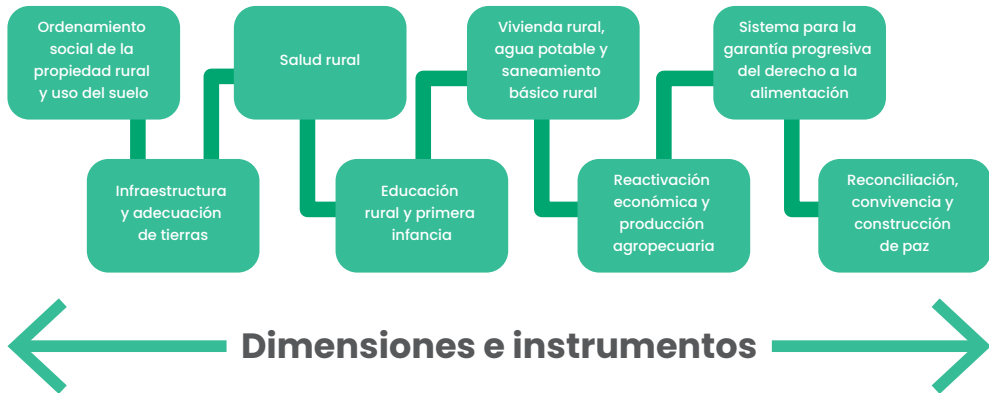 Ordenamiento
social de la
propiedad rural
y uso del suelo
Infraestructura
y adecuación
de tierras
Salud rural
Educación
rural y primera
infancia
Vivienda rural,
agua potable y
saneamiento
básico rural
Reactivación
económica y
producción
agropecuaria
Sistema para la
garantía progresiva
del derecho a la
alimentación
Reconciliación,
convivencia y
construcción
de paz
Dimensiones e instrumentos